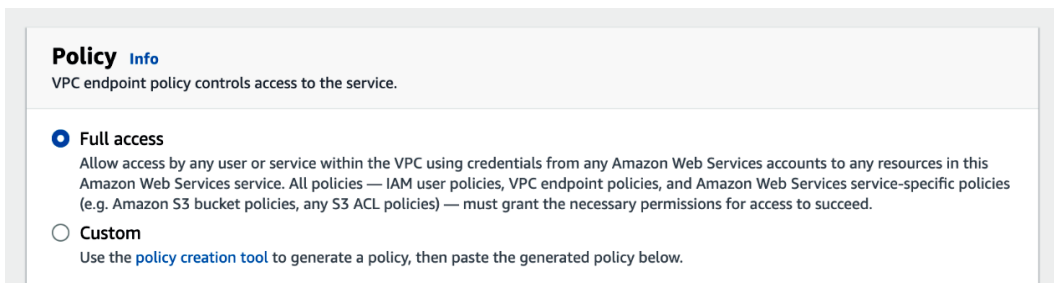 Policy Info
VPC endpoint policy controls access to the service.
Full access
Allow access by any user or service within the VPC using credentials from any Amazon Web Services accounts to any resources in this
Amazon Web Services service. All policies — IAM user policies, VPC endpoint policies, and Amazon Web Services service-specific policies
(e.g. Amazon S3 bucket policies, any S3 ACL policies) — must grant the necessary permissions for access to succeed.
Custom
Use the policy creation tool to generate a policy, then paste the generated policy below.